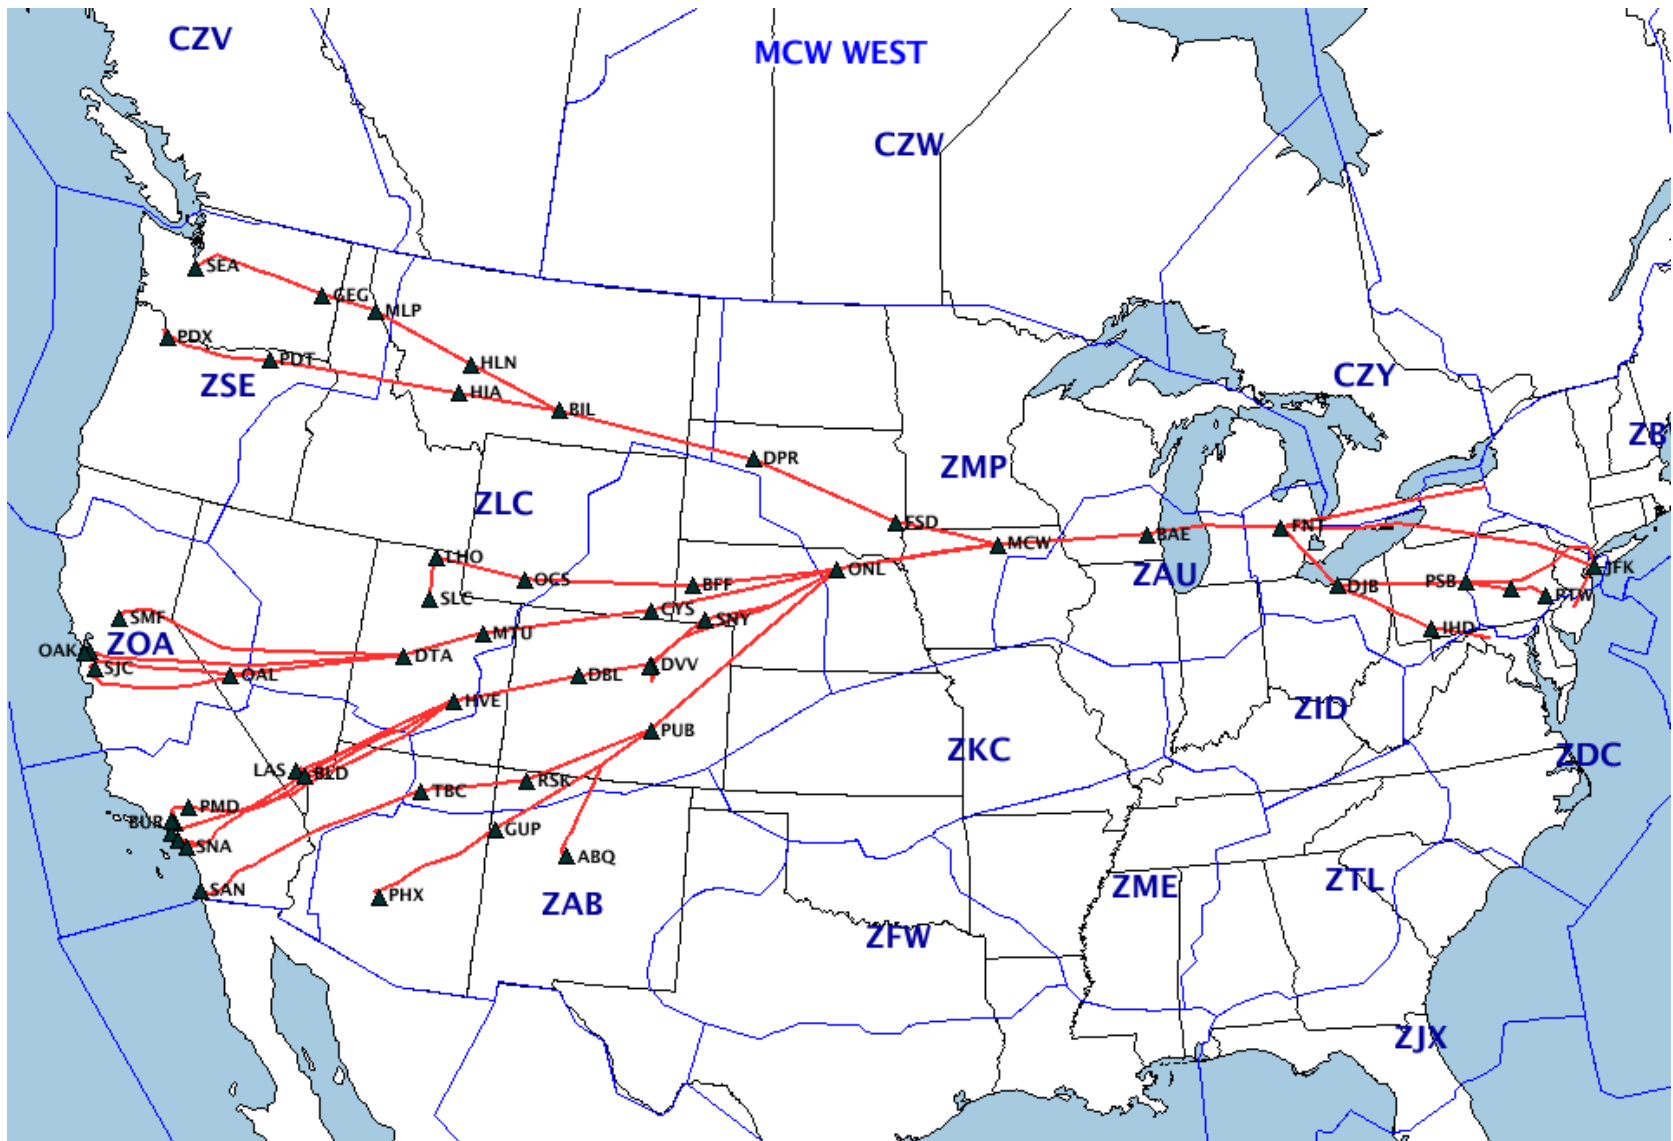 CZV
MCW WEST
CZW
SEA
GEG
MLP
PDX
PDT
HLN
HIA
ZSE
BIL
CZY
DPR
ZMP
ZLC
FSD
MCW
BAE
FNT
ZAU
LHO
OCS
BFF
ONL
SLC
CYS
SNY
SMF
ZOA
OAK
SJC
OAL
DTA
MTU
DBL
DVV
HVE
PUB
DJB
PSB
JFK
IHD
ZID
ZDC
ZKC
LAS
BLD
TBC
RSK
PMD
BUR
SNA
GUP
ABQ
SAN
PHX
ZAB
ZFW
ZME
ZTL
ZJX